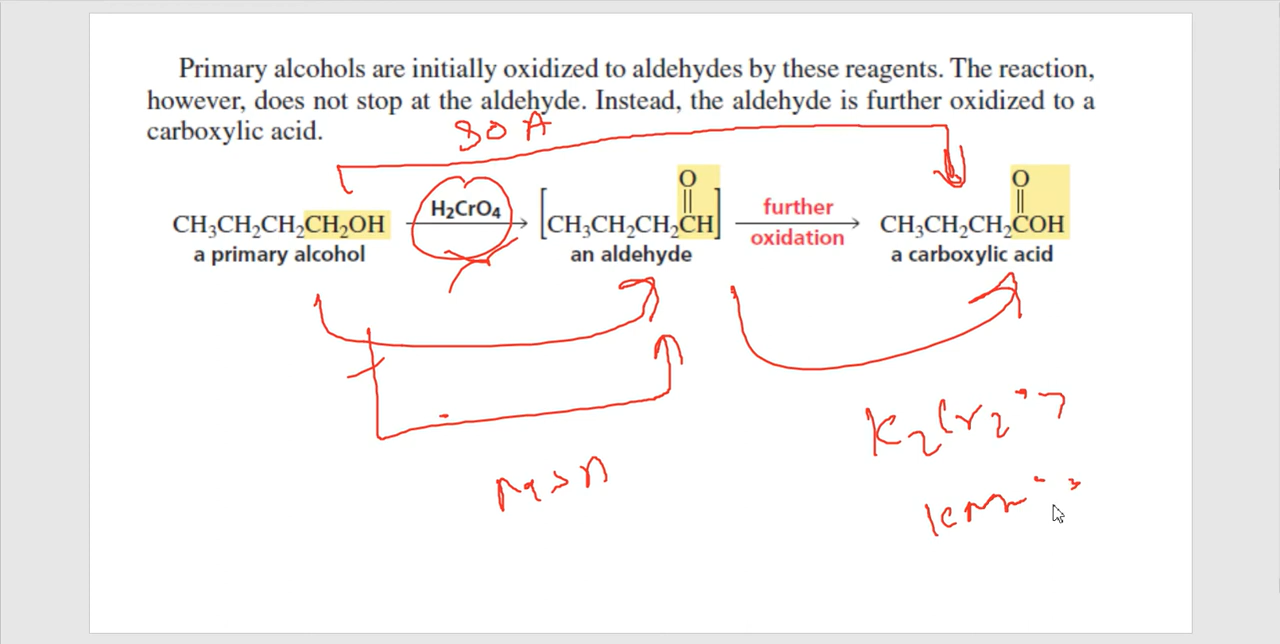 Primary alcohols are initially oxidized to aldehydes by these reagents. The reaction,
however, does not stop at the aldehyde. Instead, the aldehyde is further oxidized to a
carboxylic acid.
SOA
O O
CH₃CH₂CH₂CH₂OH H₂CrO₄ [CH₃CH₂CH₂CH] further oxidation CH₃CH₂CH₂COH
a primary alcohol an aldehyde a carboxylic acid
K₂Cr₂O7